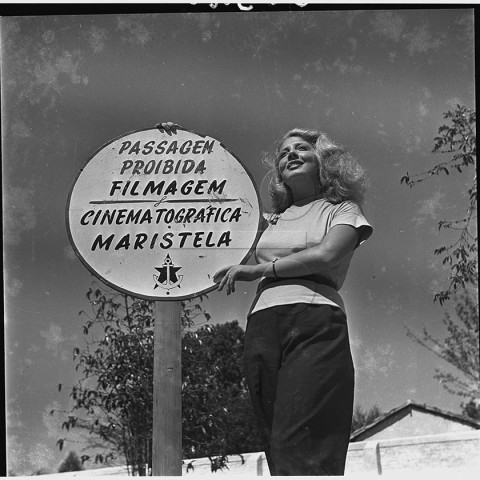 PASSAGEM
PROIBIDA
FILMAGEM
CINEMATOGRAFICA
MARISTELA